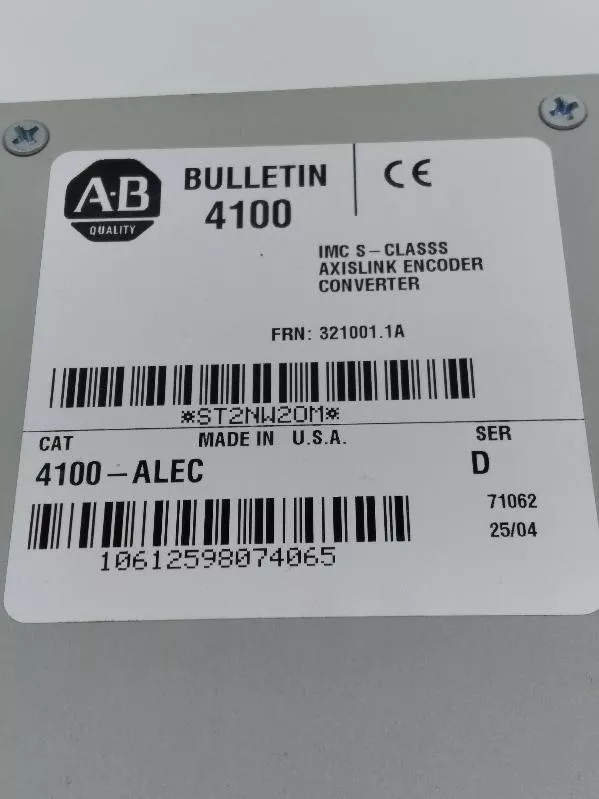 A-B
QUALITY
BULLETIN
4100
CE
IMC S-CLASSS
AXISLINK ENCODER
CONVERTER
FRN: 321001.1A
*ST2NW2OM*
CAT
MADE IN U.S.A.
SER
4100-ALEC
D
71062
25/04
10612598074065